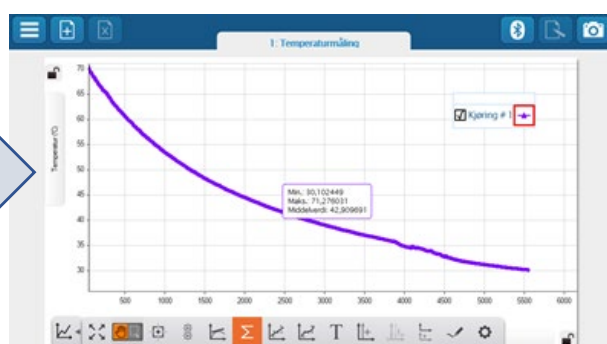 1: Temperaturmåling
Temperatur (°C)
70
65
60
55
50
45
40
35
30
Kjøring # 1
Min.: 30,102449
Maks.: 71,276031
Middelverdi: 42,909691
500 1000 1500 2000 2500 3000 3500 4000 4500 5000 5500 6000
Σ T